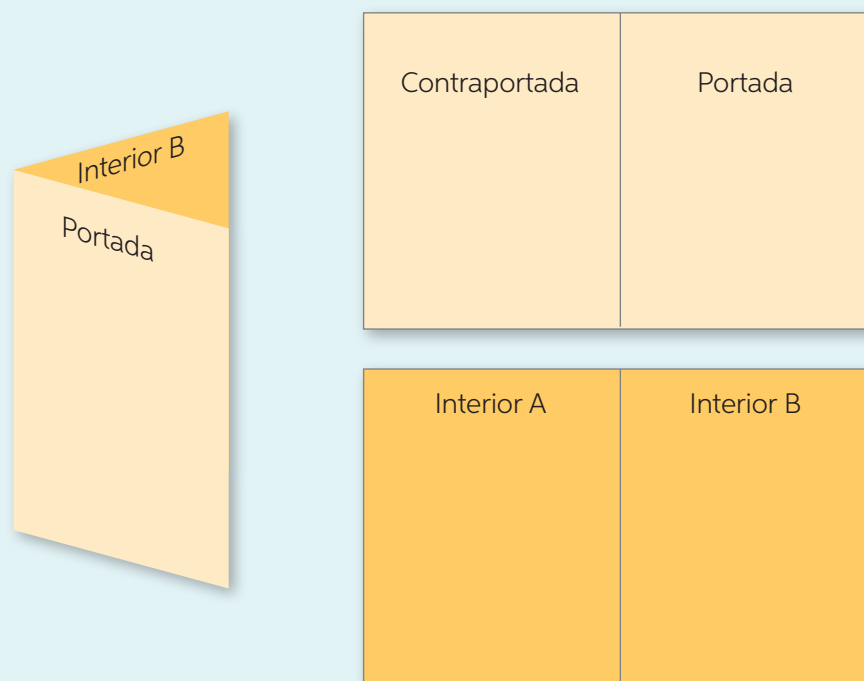 Interior B
Portada
Contraportada Portada
Interior A Interior B